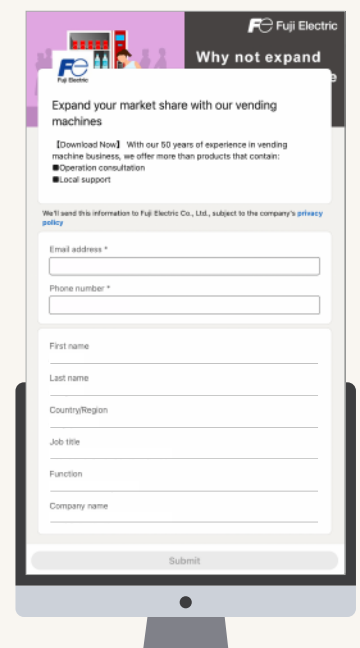 Fuji Electric
Why not expand
e
Fe
Fuji Electric
Expand your market share with our vending
machines
【Download Now】 With our 50 years of experience in vending
machine business, we offer more than products that contain:
■Operation consultation
■Local support
We'll send this information to Fuji Electric Co., Ltd., subject to the company's privacy
policy
Email address *
Phone number *
First name
Last name
Country/Region
Job title
Function
Company name
Submit